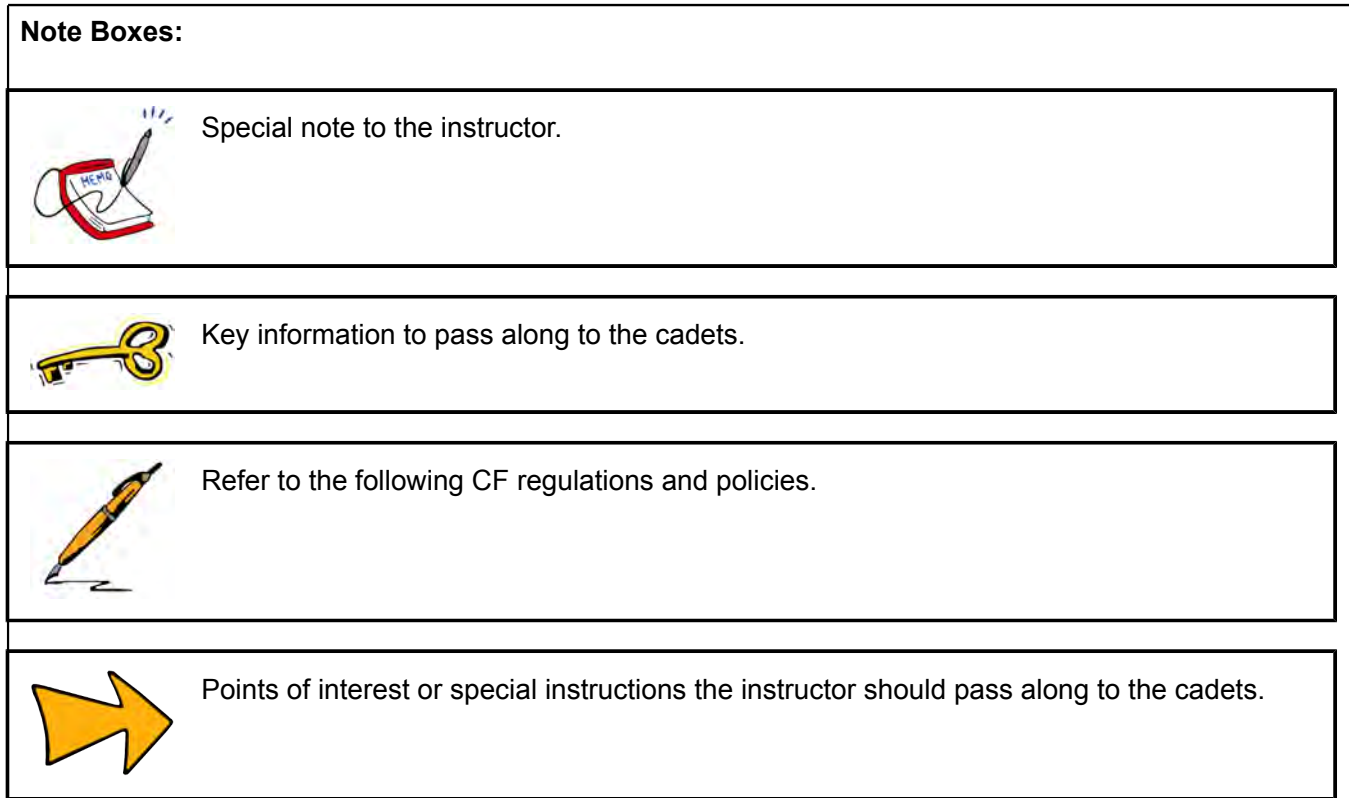 Note Boxes:
Special note to the instructor.
MEMO
Key information to pass along to the cadets.
Refer to the following CF regulations and policies.
Points of interest or special instructions the instructor should pass along to the cadets.